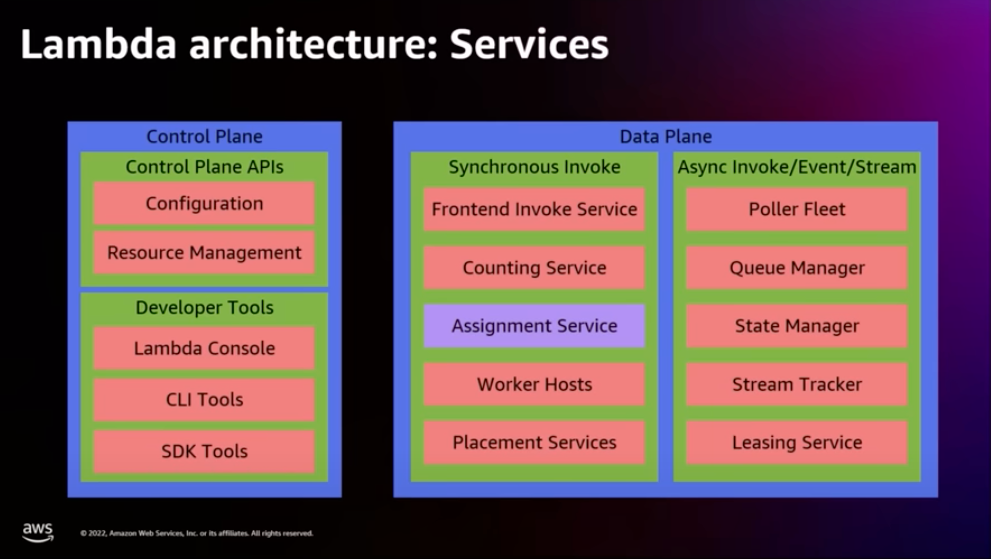 Lambda architecture: Services
Control Plane
Control Plane APIs
Configuration
Resource Management
Developer Tools
Lambda Console
CLI Tools
SDK Tools
Data Plane
Synchronous Invoke
Frontend Invoke Service
Counting Service
Assignment Service
Worker Hosts
Placement Services
Async Invoke/Event/Stream
Poller Fleet
Queue Manager
State Manager
Stream Tracker
Leasing Service
aws
© 2022, Amazon Web Services, Inc. or its affiliates. All rights reserved.